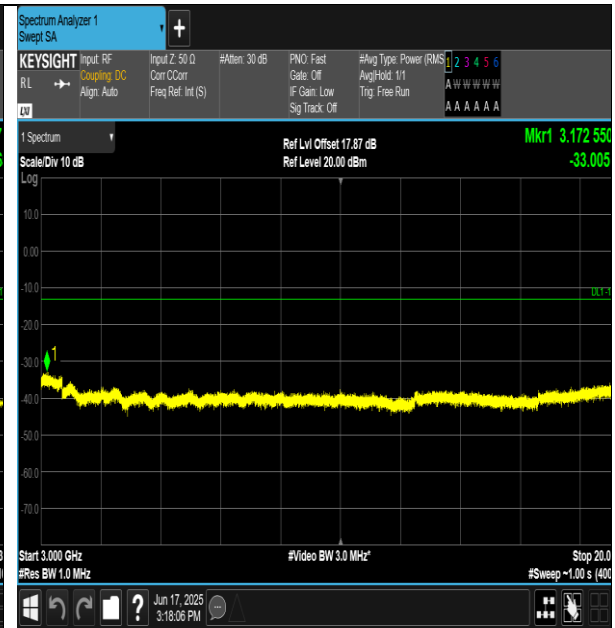 Spectrum Analyzer 1
Swept SA
+
KEYSIGHT Input: RF Input Z: 50 Ω #Atten: 30 dB PNO: Fast #Avg Type: Power (RMS 1 2 3 4 5 6
RL Coupling: DC Corr CCorr Gate: Off Avg|Hold: 1/1 A W W W W W
Align: Auto Freq Ref: Int (S) IF Gain: Low Trig: Free Run
LXI Sig Track: Off A A A A A A
1 Spectrum Ref Lvl Offset 17.87 dB Mkr1 3.172 550
Scale/Div 10 dB Ref Level 20.00 dBm -33.005
Log
10.0
0.00
-10.0 DL1 -1
-20.0
-30.0 1
-40.0
-50.0
-60.0
-70.0
Start 3.000 GHz #Video BW 3.0 MHz* Stop 20.0
#Res BW 1.0 MHz #Sweep ~1.00 s (400
? Jun 17, 2025
3:18:06 PM